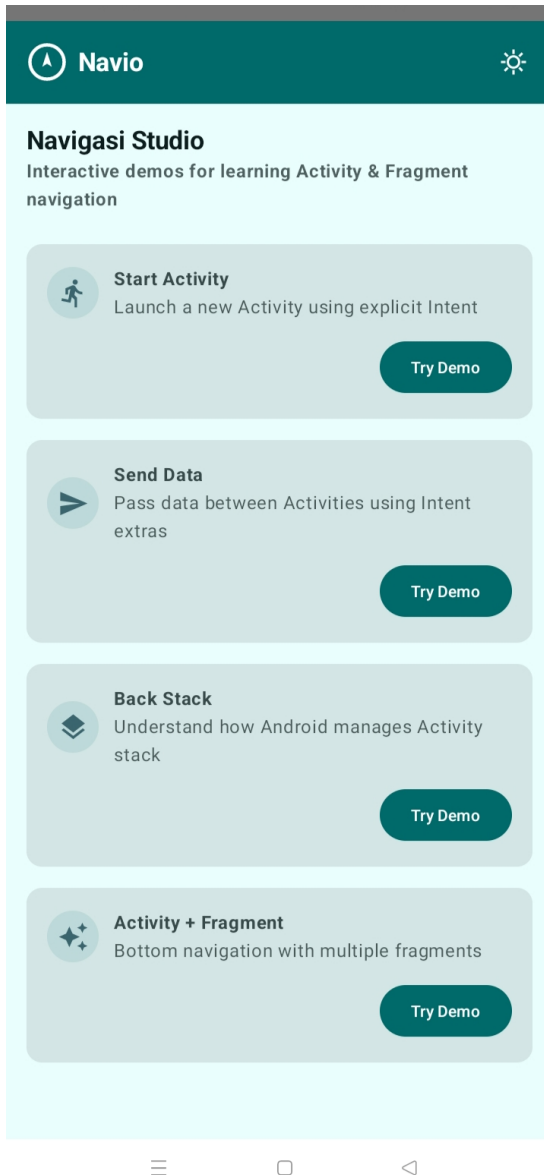 Navio
Navigasi Studio
Interactive demos for learning Activity & Fragment
navigation
Start Activity
Launch a new Activity using explicit Intent
Try Demo
Send Data
Pass data between Activities using Intent
extras
Try Demo
Back Stack
Understand how Android manages Activity
stack
Try Demo
Activity + Fragment
Bottom navigation with multiple fragments
Try Demo